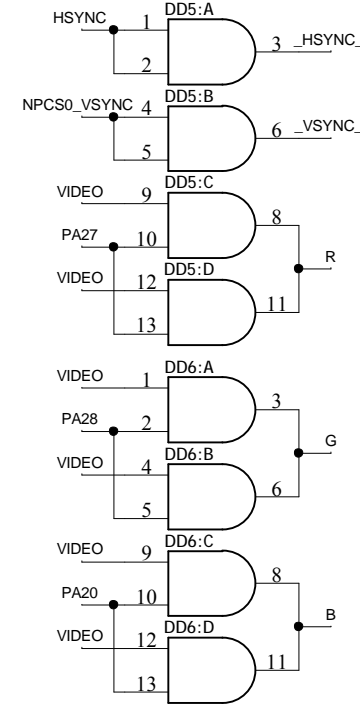 DD5:A
HSYNC 1 3 _HSYNC_
2
DD5:B
NPCS0_VSYNC 4 6 _VSYNC_
5
DD5:C
VIDEO 9 8
PA27 10 R
DD5:D
VIDEO 12 11
13
DD6:A
VIDEO 1 3
PA28 2 G
DD6:B
VIDEO 4 6
5
DD6:C
VIDEO 9 8
PA20 10 B
DD6:D
VIDEO 12 11
13